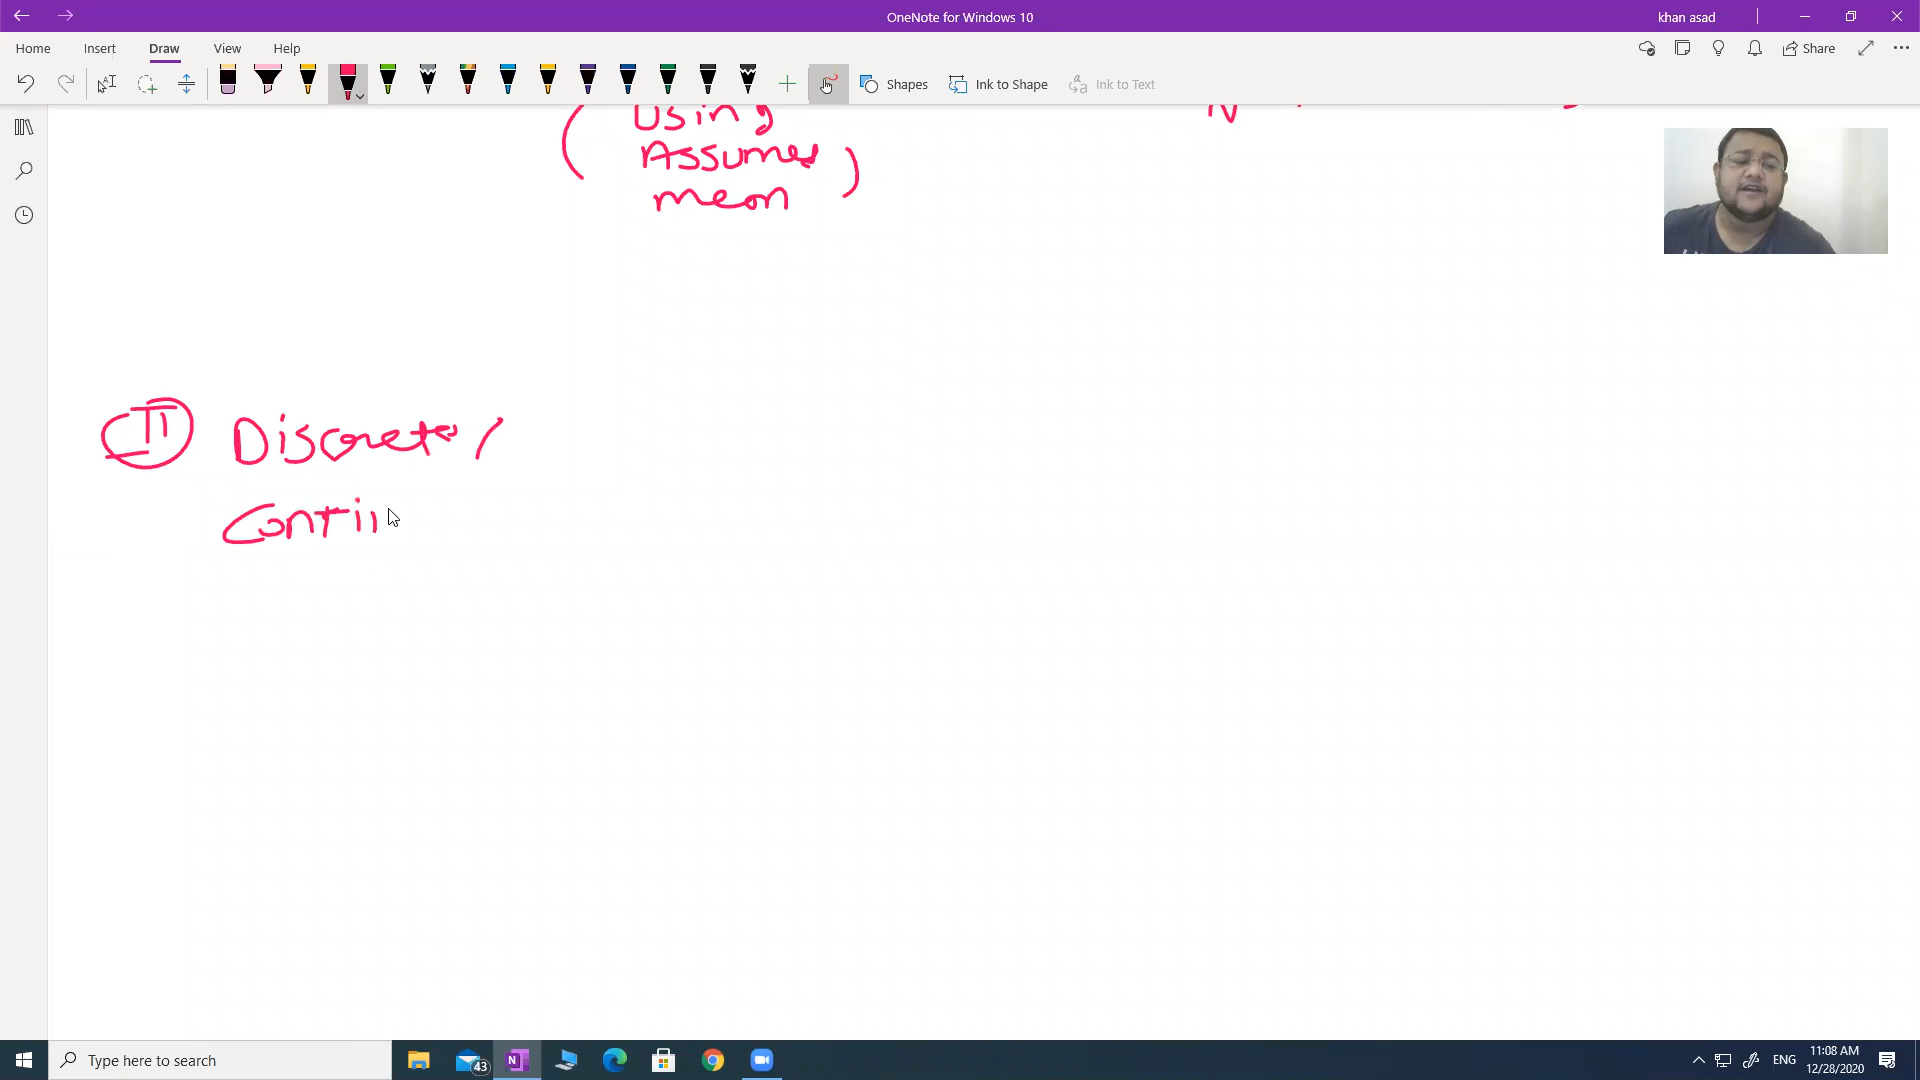 OneNote for Windows 10
khan asad
Home Insert Draw View Help
Share
Shapes
Ink to Shape
Ink to Text
(Using
Assumed
mean)
N
II Discrete /
Contin
Type here to search
43
N
ENG
11:08 AM
12/28/2020